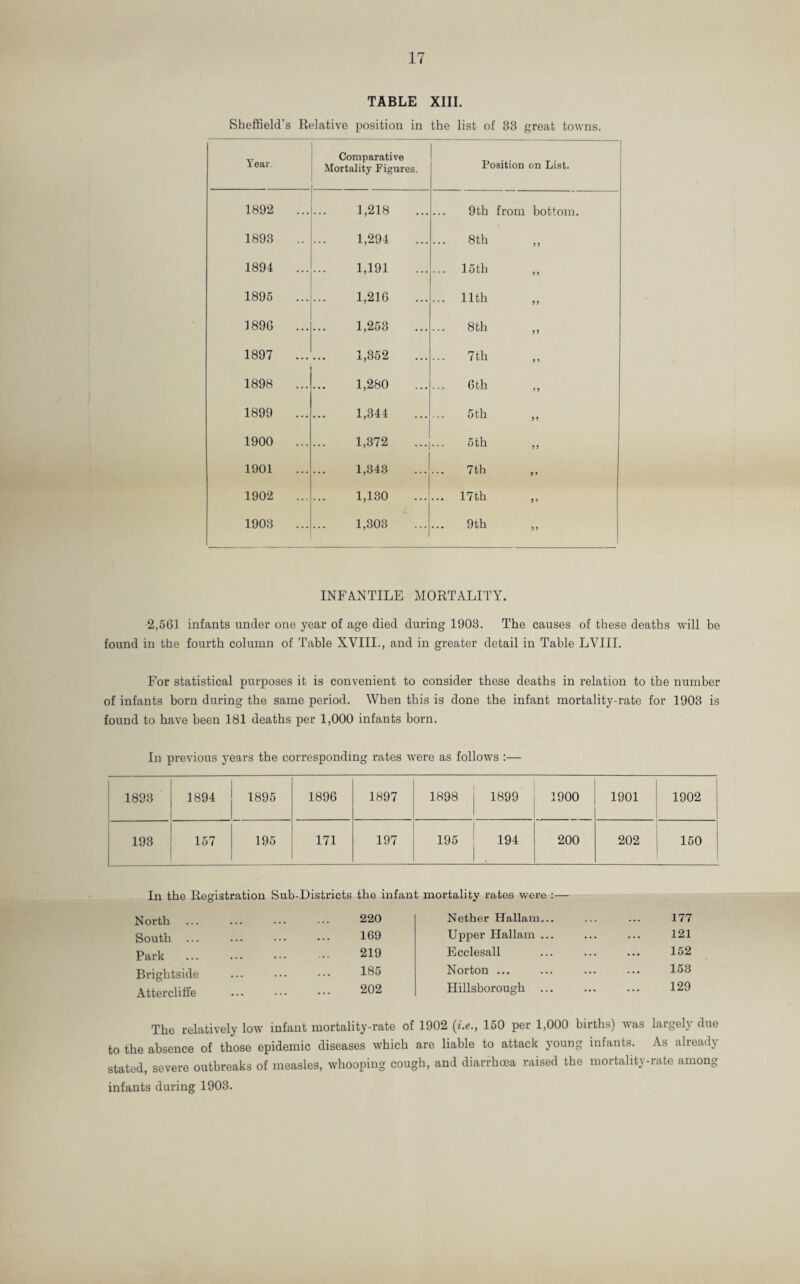 17
TABLE XIII.
Sheffield's Relative position in the list of 33 great towns.
Year. Comparative Mortality Figures. Position on List.
1892 ... ... 1,218 ... ... 9th from bottom.
1893 .. ... 1,294 ... ... 8th ,,
1894 ... ... 1,191 ... ... 15th ,,
1895 ... ... 1,216 ... ... 11th ,,
1896 ... ... 1,253 ... ... 8th ,,
1897 ... ... 1,352 ... ... 7th ,,
1898 ... ... 1,280 ... ... 6th ,,
1899 ... ... 1,344 ... ... 5th ,,
1900 ... ... 1,372 ... ... 5th ,,
1901 ... ... 1,343 ... ... 7th ,,
1902 ... ... 1,130 ... ... 17th ,,
1903 ... ... 1,303 ... ... 9th ,,
INFANTILE MORTALITY.
2,561 infants under one year of age died during 1903. The causes of these deaths will be
found in the fourth column of Table XVIII., and in greater detail in Table LVIII.
For statistical purposes it is convenient to consider these deaths in relation to the number
of infants born during the same period. When this is done the infant mortality-rate for 1903 is
found to have been 181 deaths per 1,000 infants born.
In previous years the corresponding rates were as follows :—
1893 1894 1895 1896 1897 1898 1899 1900 1901 1902
193 157 195 171 197 195 194 200 202 150
In the Registration Sub-Districts the infant mortality rates were :—
North ... ... ... ... 220 Nether Hallam... ... ... 177
South ... ... ... ... 169 Upper Hallam ... ... ... 121
Park ... ... ... ... 219 Ecclesall ... ... ... 152
Brightside ... ... ... 185 Norton ... ... ... ... 153
Attercliffe ... ... ... 202 Hillsborough ... ... ... 129
The relatively low infant mortality-rate of 1902 (i.e., 150 per 1,000 births) was largely due
to the absence of those epidemic diseases which are liable to attack young infants. As already
stated, severe outbreaks of measles, whooping cough, and diarrhœa raised the mortality-rate among
infants during 1903.